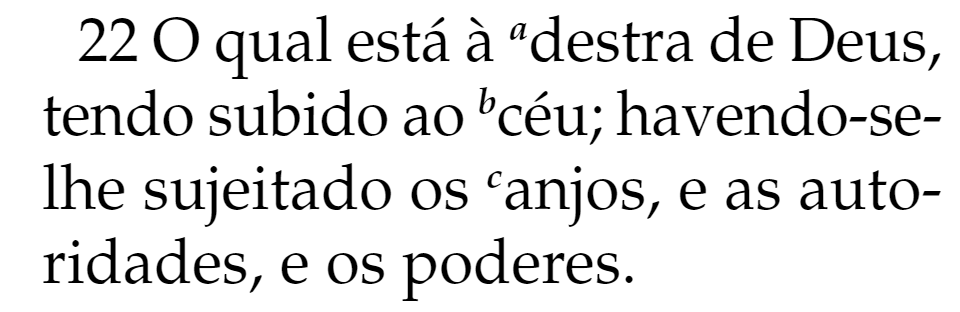 22 O qual está à ᵃdestra de Deus,
tendo subido ao ᵇcéu; havendo-se-
lhe sujeitado os ᶜanjos, e as auto-
ridades, e os poderes.